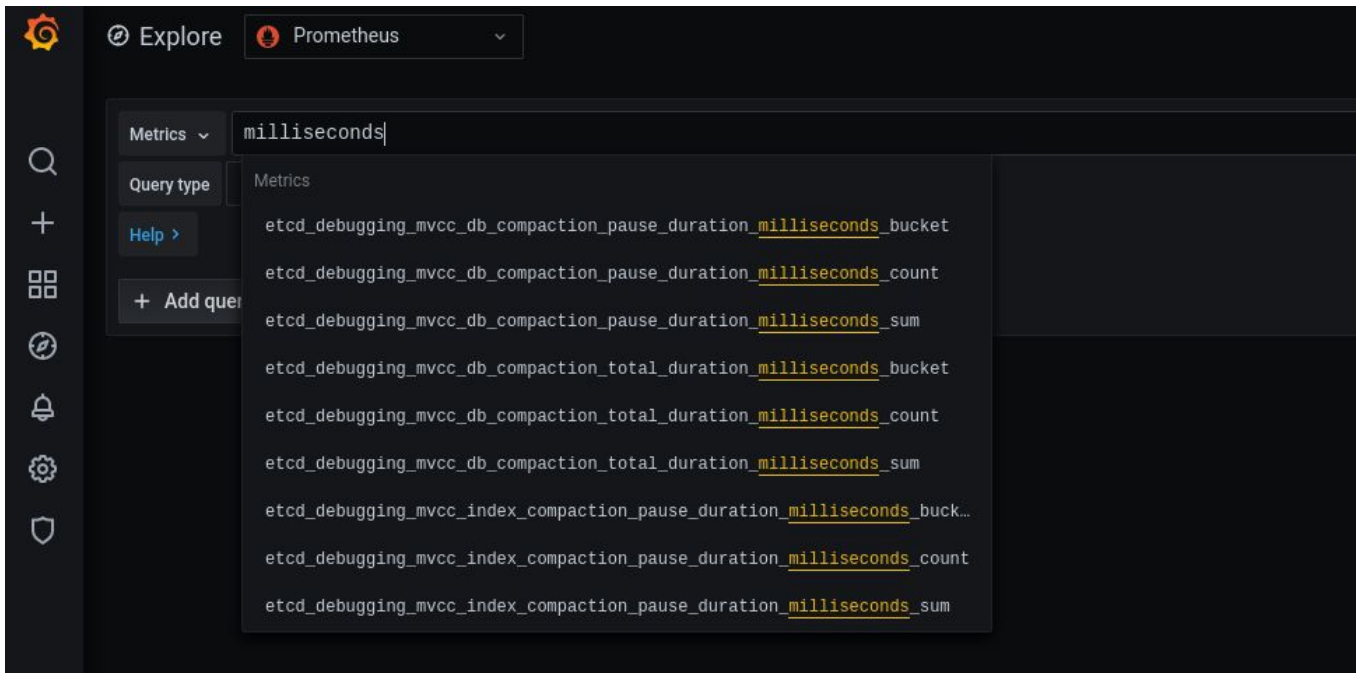 Explore Prometheus
Metrics milliseconds
Query type
Help >
+ Add quer
Metrics
etcd_debugging_mvcc_db_compaction_pause_duration_milliseconds_bucket
etcd_debugging_mvcc_db_compaction_pause_duration_milliseconds_count
etcd_debugging_mvcc_db_compaction_pause_duration_milliseconds_sum
etcd_debugging_mvcc_db_compaction_total_duration_milliseconds_bucket
etcd_debugging_mvcc_db_compaction_total_duration_milliseconds_count
etcd_debugging_mvcc_db_compaction_total_duration_milliseconds_sum
etcd_debugging_mvcc_index_compaction_pause_duration_milliseconds_buck…
etcd_debugging_mvcc_index_compaction_pause_duration_milliseconds_count
etcd_debugging_mvcc_index_compaction_pause_duration_milliseconds_sum